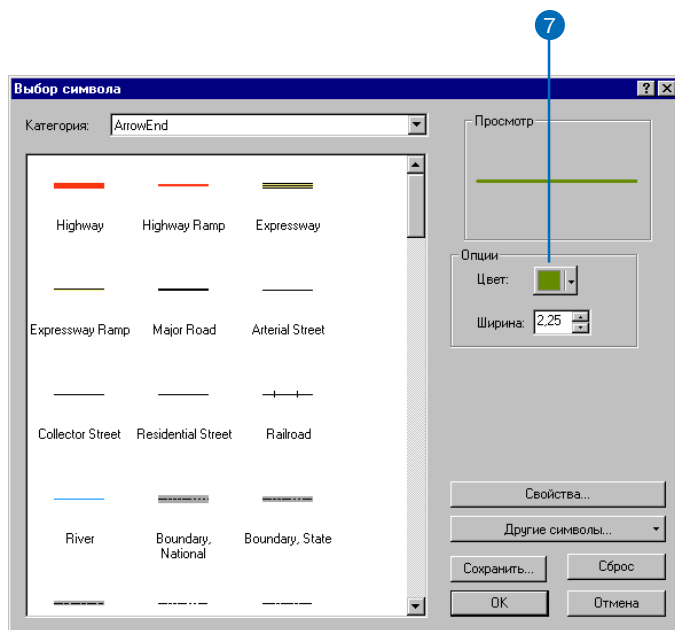 7
Выбор символа
Категория: ArrowEnd
Просмотр
Highway Highway Ramp Expressway
Опции
Цвет:
Expressway Ramp Major Road Arterial Street
Ширина: 2,25
Collector Street Residential Street Railroad
River Boundary, National Boundary, State
Свойства...
Другие символы...
Сохранить... Сброс
OK Отмена